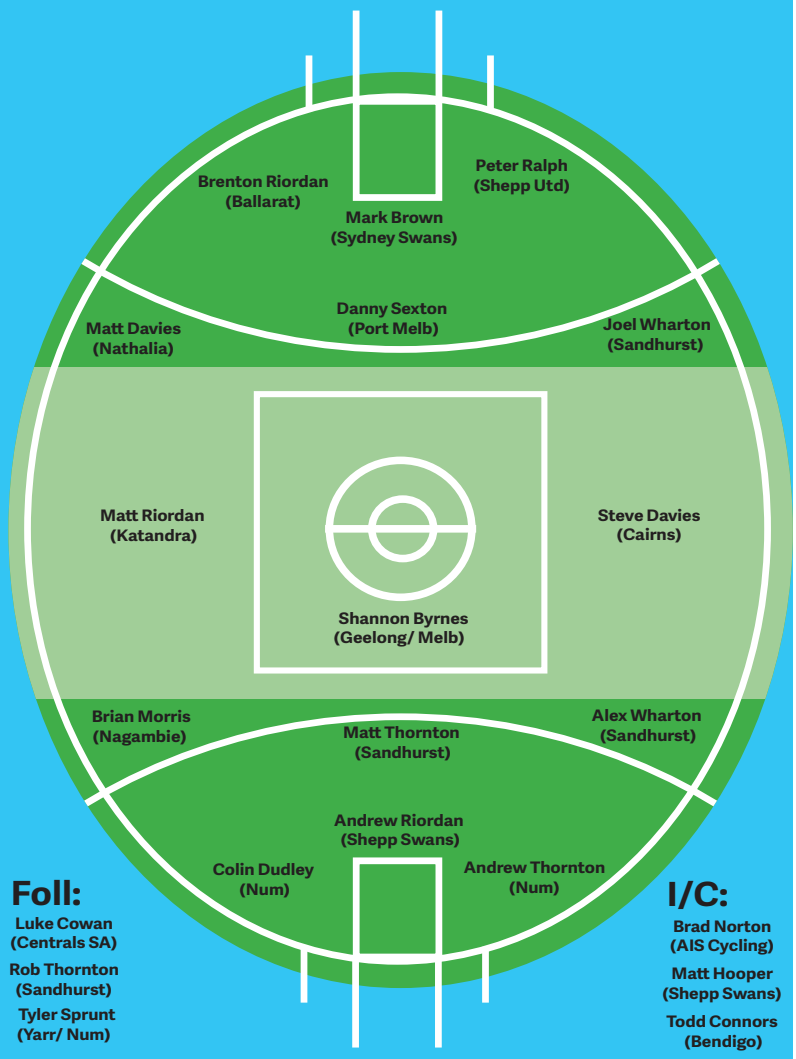 Brenton Riordan
(Ballarat)
Peter Ralph
(Shepp Utd)
Mark Brown
(Sydney Swans)
Matt Davies
(Nathalia)
Danny Sexton
(Port Melb)
Joel Wharton
(Sandhurst)
Matt Riordan
(Katandra)
Steve Davies
(Cairns)
Shannon Byrnes
(Geelong/ Melb)
Brian Morris
(Nagambie)
Matt Thornton
(Sandhurst)
Alex Wharton
(Sandhurst)
Andrew Riordan
(Shepp Swans)
Colin Dudley
(Num)
Andrew Thornton
(Num)
Foll:
Luke Cowan
(Centrals SA)
Rob Thornton
(Sandhurst)
Tyler Sprunt
(Yarr/ Num)
I/C:
Brad Norton
(AIS Cycling)
Matt Hooper
(Shepp Swans)
Todd Connors
(Bendigo)